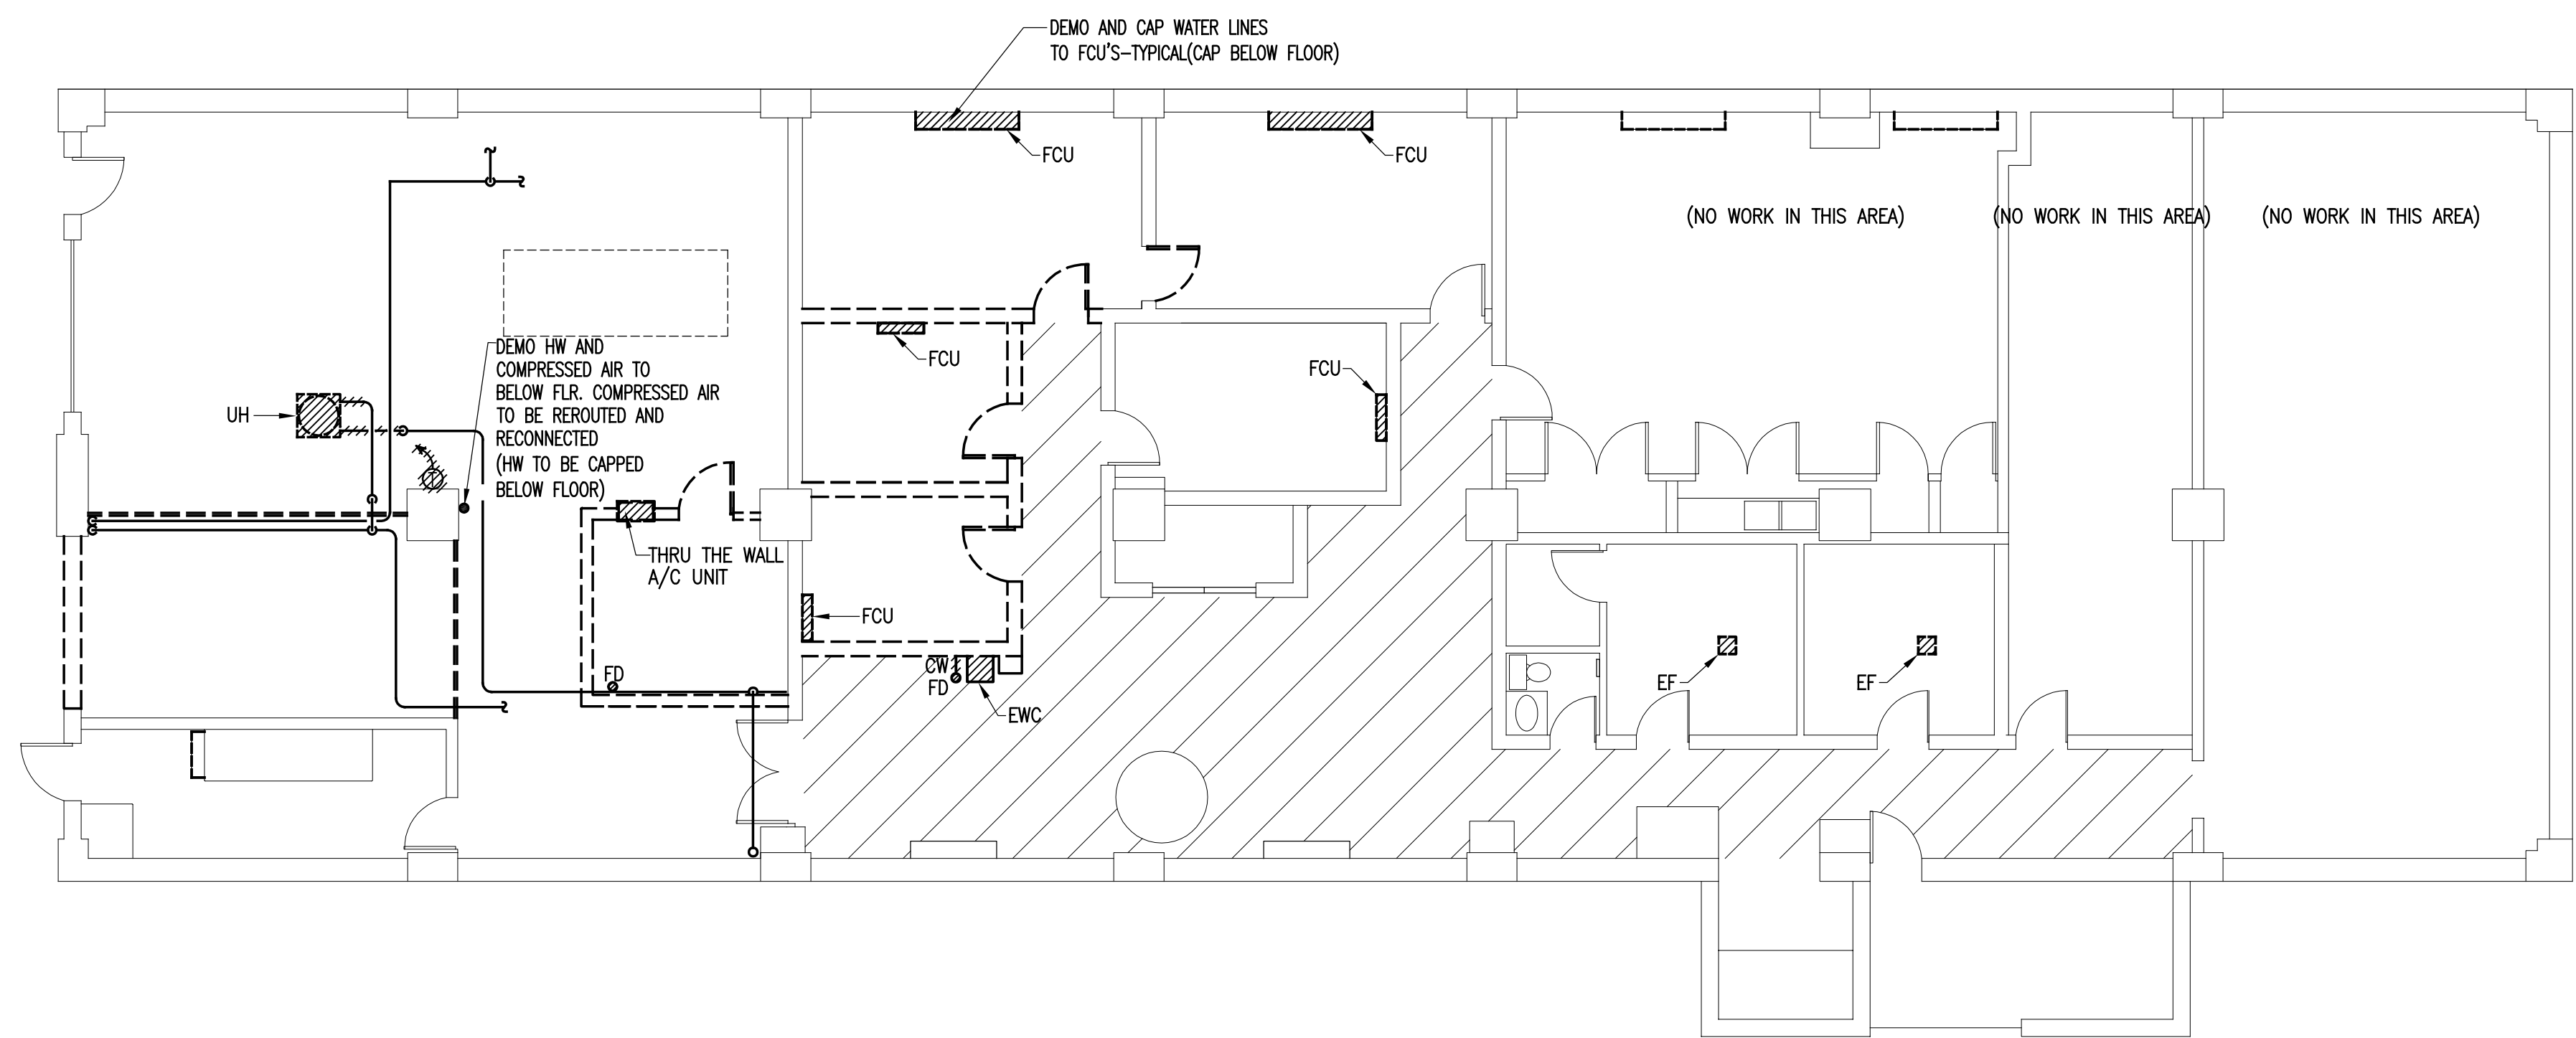 DEMO AND CAP WATER LINES
TO FCU'S-TYPICAL(CAP BELOW FLOOR)
FCU
FCU
(NO WORK IN THIS AREA)
(NO WORK IN THIS AREA)
(NO WORK IN THIS AREA)
DEMO HW AND
COMPRESSED AIR TO
BELOW FLR. COMPRESSED AIR
TO BE REROUTED AND
RECONNECTED
(HW TO BE CAPPED
BELOW FLOOR)
FCU
FCU
UH
THRU THE WALL
A/C UNIT
FCU
FD
CW
FD
EWC
EF
EF